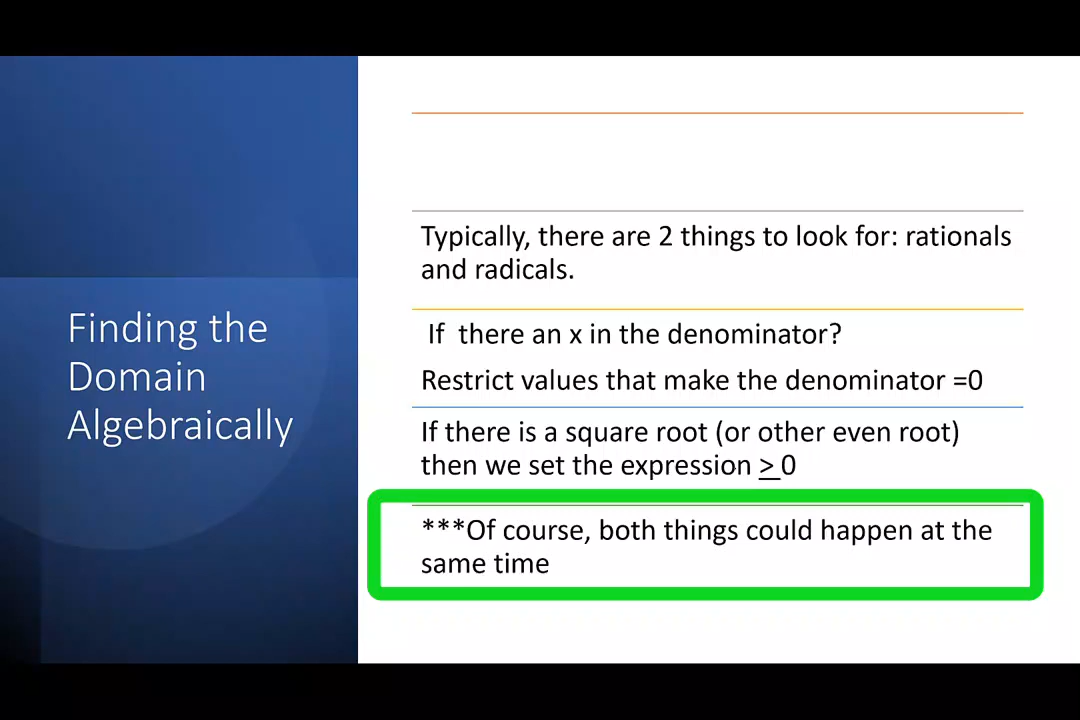 Finding the
Domain
Algebraically
Typically, there are 2 things to look for: rationals
and radicals.
If  there an x in the denominator?
Restrict values that make the denominator =0
If there is a square root (or other even root)
then we set the expression > 0
***Of course, both things could happen at the
same time